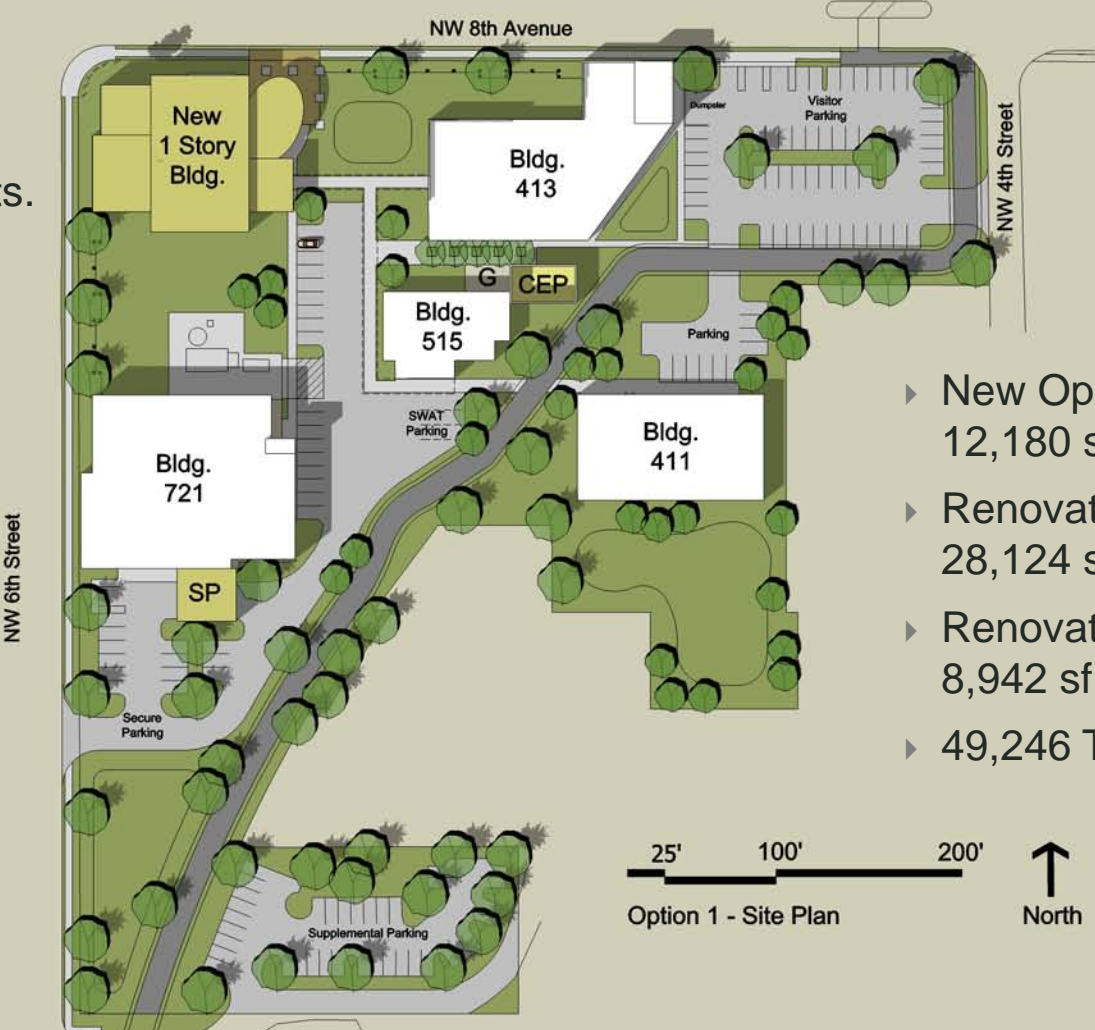 NW 8th Avenue
ts.
New
1 Story
Bldg.
Bldg.
413
Dumpster
Visitor
Parking
NW 4th Street
G
CEP
Bldg.
515
Parking
SWAT
Parking
Bldg.
411
Bldg.
721
NW 6th Street
SP
Secure
Parking
Supplemental Parking
New Op
12,180 s
Renovat
28,124 s
Renovat
8,942 sf
49,246 T
25' 100' 200'
Option 1 - Site Plan
North